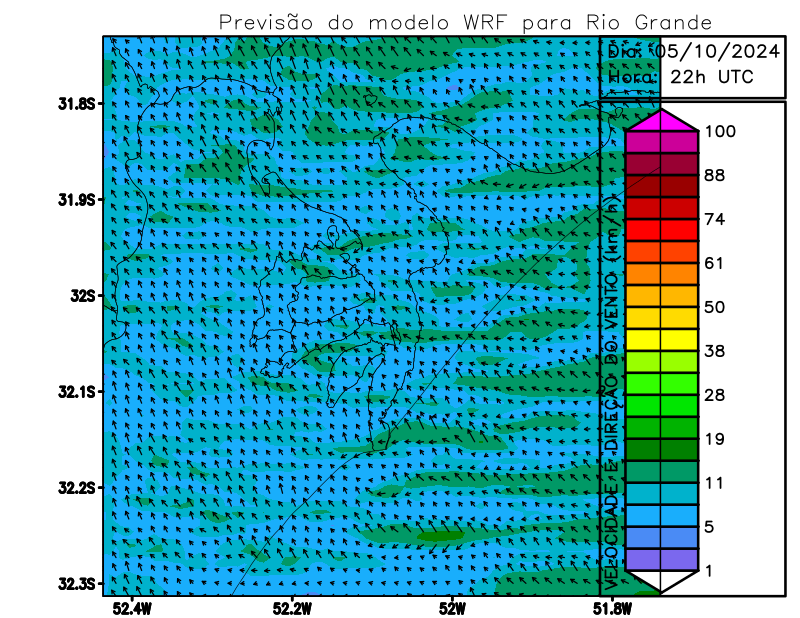 Previsão do modelo WRF para Rio Grande
Dia: 05/10/2024
Hora: 22h UTC
31.8S
31.9S
32S
32.1S
32.2S
32.3S
52.4W
52.2W
52W
51.8W
VELOCIDADE E DIREÇÃO DO VENTO (km/h)
100
88
74
61
50
38
28
19
11
5
1